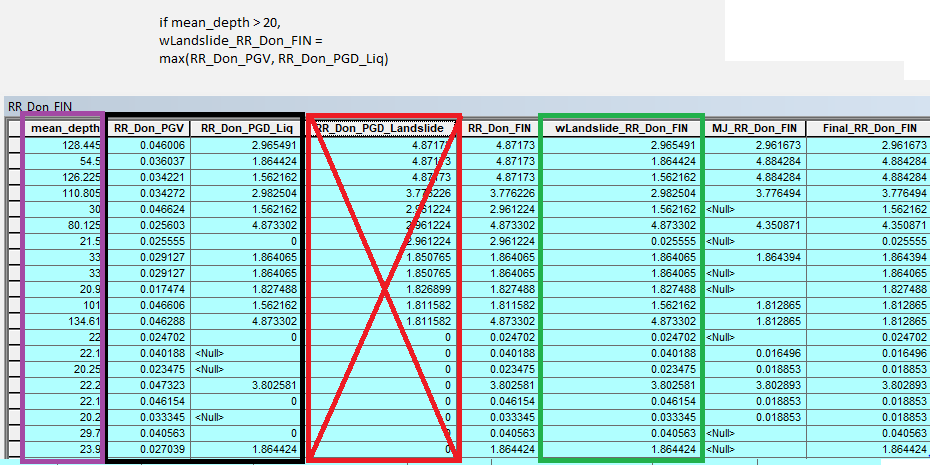 if mean_depth > 20,
wLandslide_RR_Don_FIN =
max(RR_Don_PGV, RR_Don_PGD_Liq)
RR_Don_FIN
mean_depth RR_Don_PGV RR_Don_PGD_Liq RR_Don_PGD_Landslide RR_Don_FIN wLandslide_RR_Don_FIN MJ_RR_Don_FIN Final_RR_Don_FIN
128.445 0.046006 2.965491 4.87173 4.87173 2.965491 2.961673 2.961673
54.5 0.036037 1.864424 4.87173 4.87173 1.864424 4.884284 4.884284
126.225 0.034221 1.562162 4.87173 4.87173 1.562162 4.884284 4.884284
110.805 0.034272 2.982504 3.776226 3.776226 2.982504 3.776494 3.776494
30 0.046624 1.562162 2.961224 2.961224 1.562162 <Null> 1.562162
80.125 0.025603 4.873302 2.961224 4.873302 4.873302 4.350871 4.350871
21.5 0.025555 0 2.961224 2.961224 0.025555 <Null> 0.025555
33 0.029127 1.864065 1.850765 1.864065 1.864065 1.864394 1.864394
33 0.029127 1.864065 1.850765 1.864065 1.864065 <Null> 1.864065
20.9 0.017474 1.827488 1.826899 1.827488 1.827488 <Null> 1.827488
101 0.046606 1.562162 1.811582 1.811582 1.562162 1.812865 1.812865
134.61 0.046288 4.873302 1.811582 4.873302 4.873302 1.812865 1.812865
22 0.024702 0 0 0.024702 0.024702 <Null> 0.024702
22.1 0.040188 <Null> 0 0.040188 0.040188 0.016496 0.016496
20.25 0.023475 <Null> 0 0.023475 0.023475 0.018853 0.018853
22.2 0.047323 3.802581 0 3.802581 3.802581 3.802893 3.802893
22.1 0.046154 0 0 0.046154 0.046154 0.018853 0.018853
20.2 0.033345 <Null> 0 0.033345 0.033345 0.018853 0.018853
29.7 0.040563 0 0 0.040563 0.040563 <Null> 0.040563
23.9 0.027039 1.864424 0 1.864424 1.864424 <Null> 1.864424